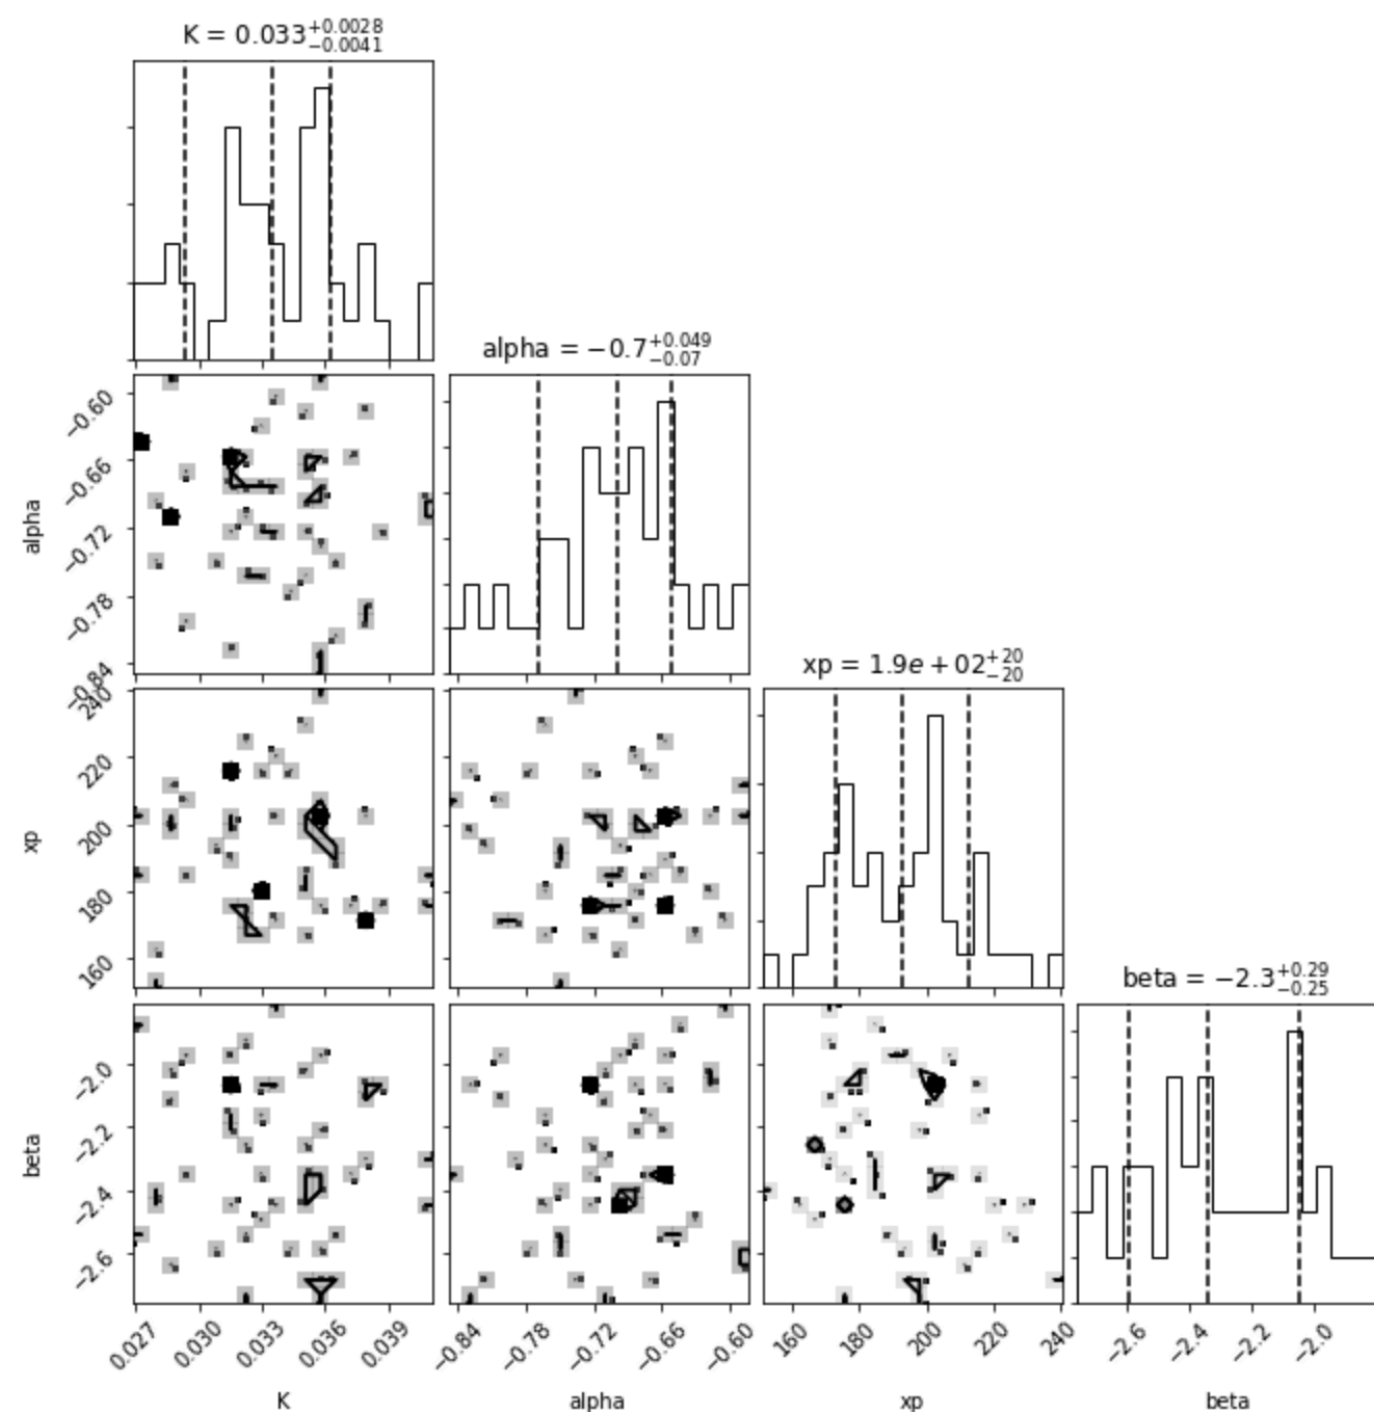 K = 0.033+0.0028 −0.0041
alpha = −0.7+0.049 −0.07
−0.60
−0.66
−0.72
−0.78
−0.84
alpha
xp = 1.9e + 02+20 −20
240
220
200
180
160
xp
beta = −2.3+0.29 −0.25
−2.0
−2.2
−2.4
−2.6
beta
0.027 0.030 0.033 0.036 0.039
−0.84 −0.78 −0.72 −0.66 −0.60
160 180 200 220 240
−2.6 −2.4 −2.2 −2.0
K alpha xp beta